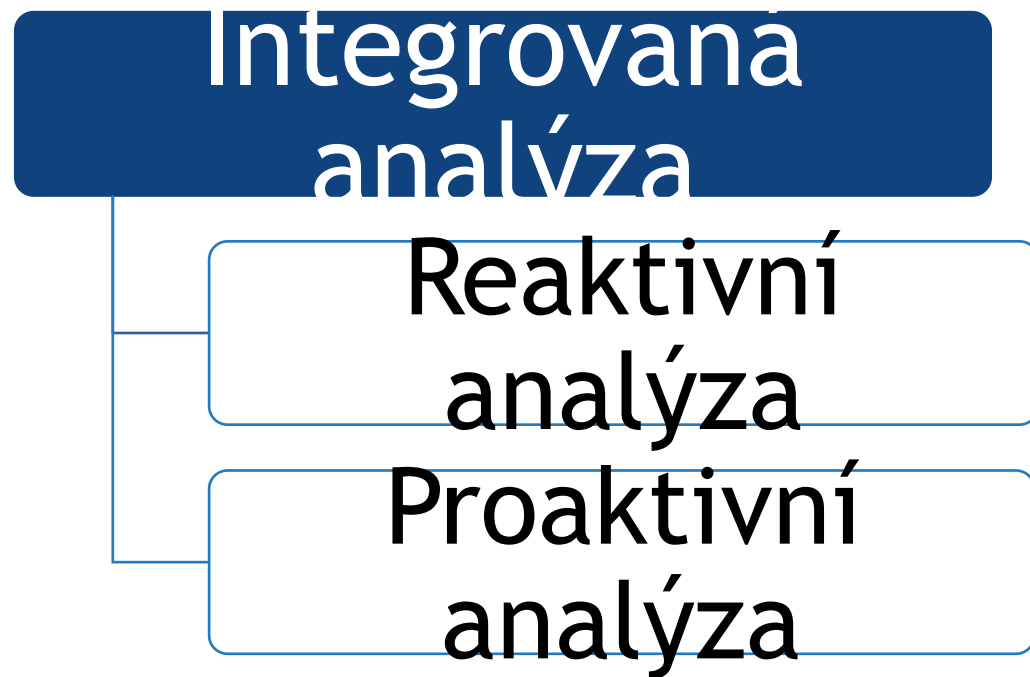 Integrovaná
analýza
Reaktivní
analýza
Proaktivní
analýza